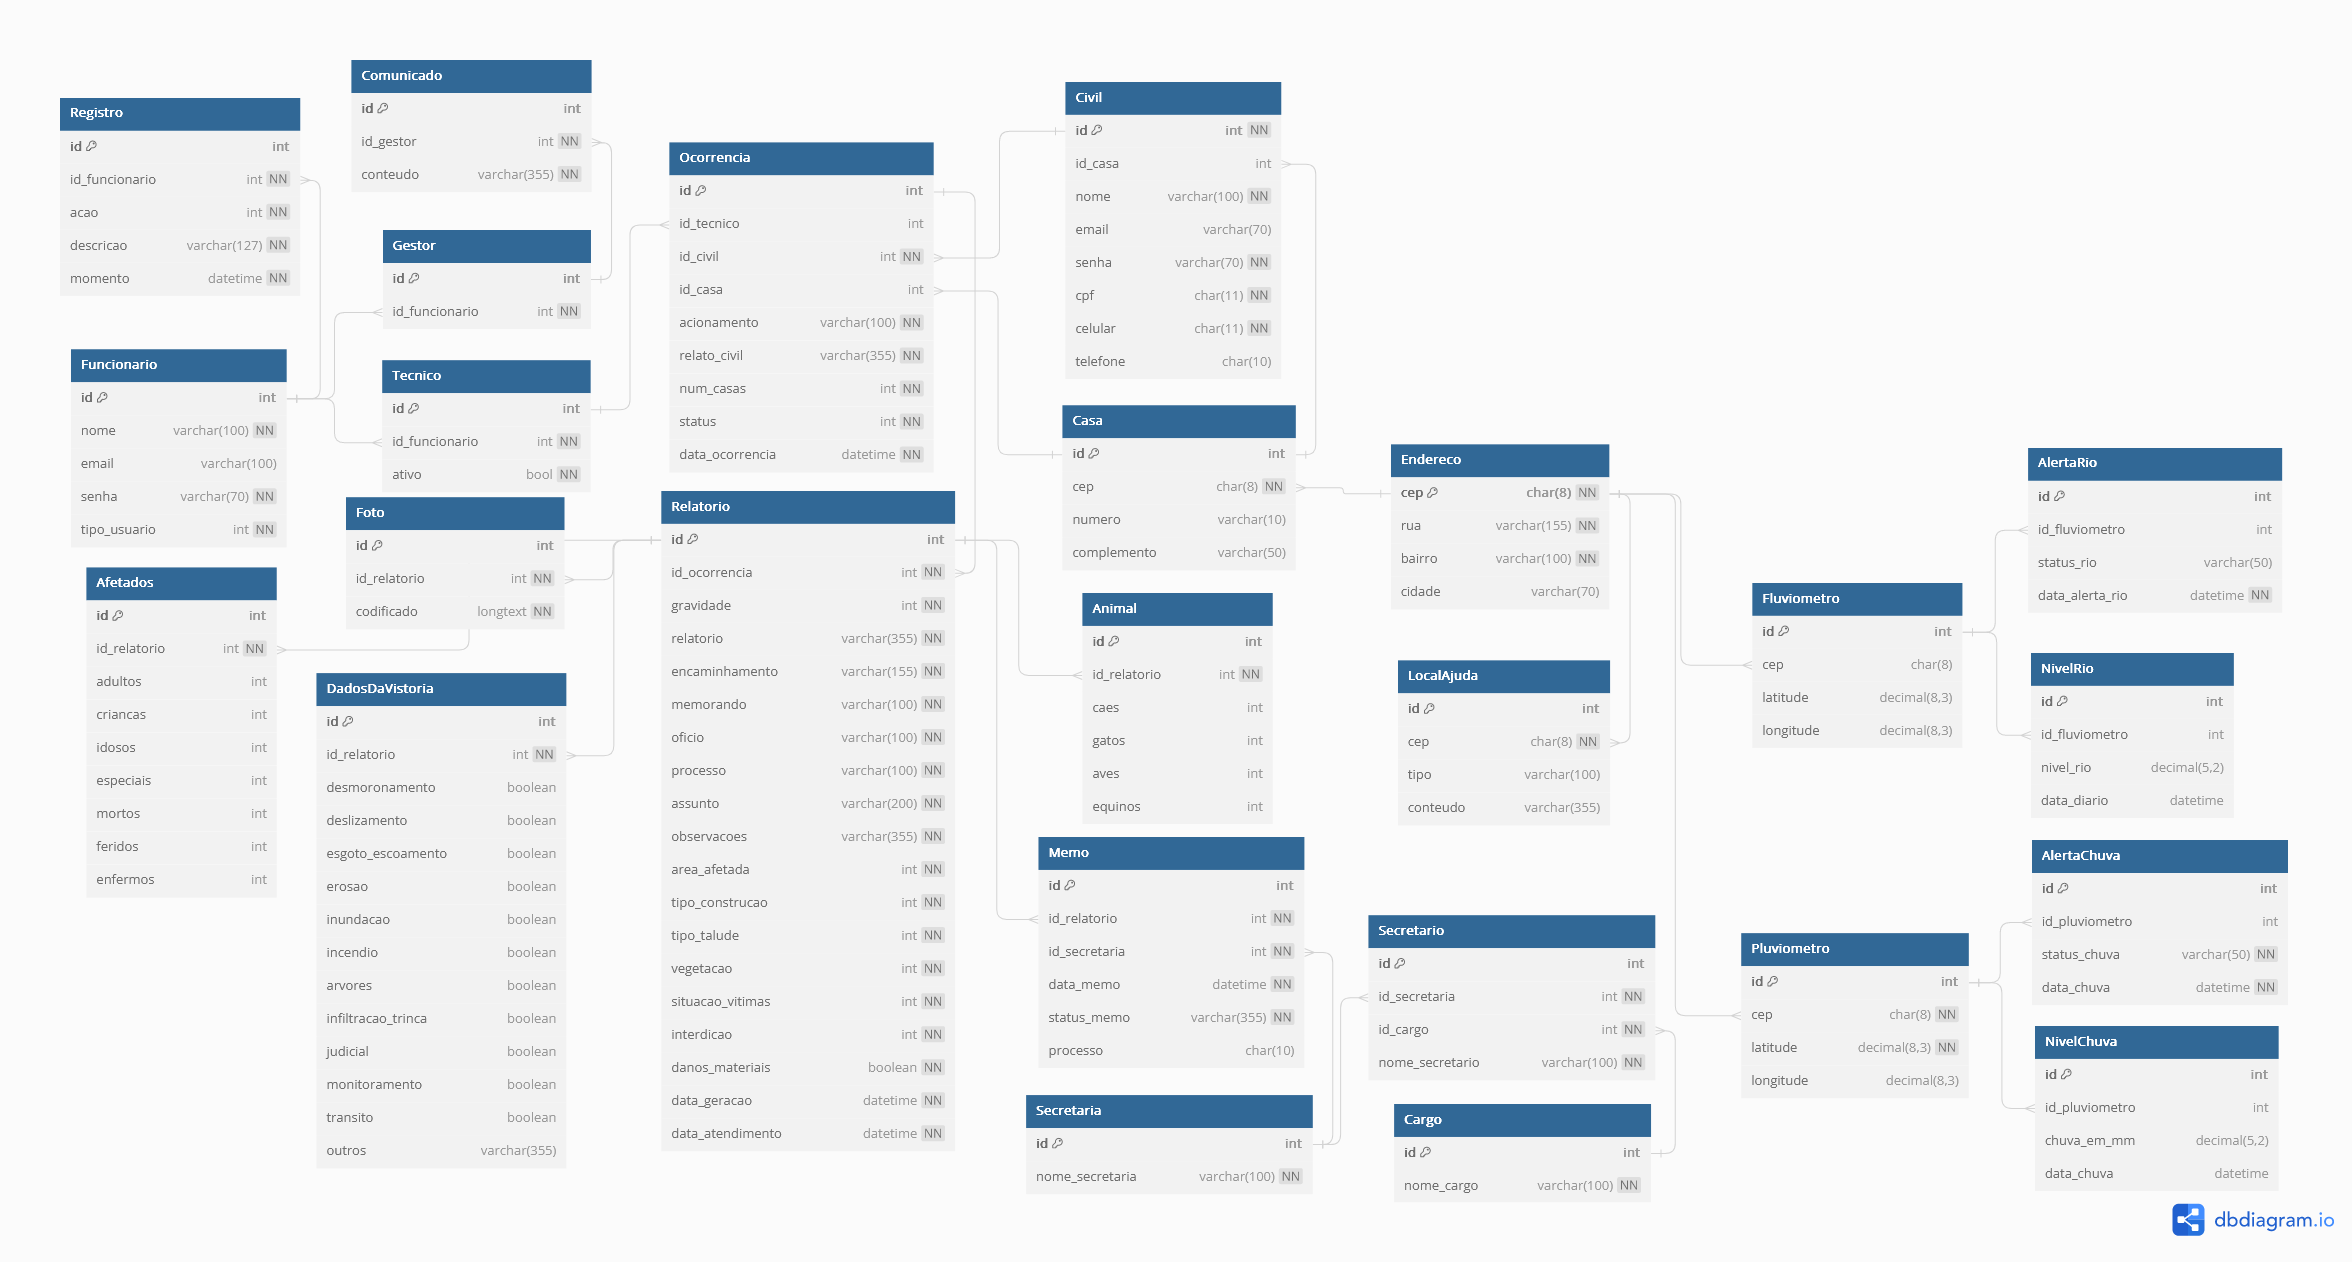 Registro
id int
id_funcionario int NN
acao int NN
descricao varchar(127) NN
momento datetime NN
Comunicado
id int
id_gestor int NN
conteudo varchar(355) NN
Gestor
id int
id_funcionario int NN
Funcionario
id int
nome varchar(100) NN
email varchar(100)
senha varchar(70) NN
tipo_usuario int NN
Tecnico
id int
id_funcionario int NN
ativo bool NN
Foto
id int
id_relatorio int NN
codificado longtext NN
Afetados
id int
id_relatorio int NN
adultos int
criancas int
idosos int
especiais int
mortos int
feridos int
enfermos int
DadosDaVistoria
id int
id_relatorio int NN
desmoronamento boolean
deslizamento boolean
esgoto_escoamento boolean
erosao boolean
inundacao boolean
incendio boolean
arvores boolean
infiltracao_trinca boolean
judicial boolean
monitoramento boolean
transito boolean
outros varchar(355)
Ocorrencia
id int
id_tecnico int
id_civil int NN
id_casa int
acionamento varchar(100) NN
relato_civil varchar(355) NN
num_casas int NN
status int NN
data_ocorrencia datetime NN
Relatorio
id int
id_ocorrencia int NN
gravidade int NN
relatorio varchar(355) NN
encaminhamento varchar(155) NN
memorando varchar(100) NN
oficio varchar(100) NN
processo varchar(100) NN
assunto varchar(200) NN
observacoes varchar(355) NN
area_afetada int NN
tipo_construcao int NN
tipo_talude int NN
vegetacao int NN
situacao_vitimas int NN
interdicao int NN
danos_materiais boolean NN
data_geracao datetime NN
data_atendimento datetime NN
Civil
id int NN
id_casa int
nome varchar(100) NN
email varchar(70)
senha varchar(70) NN
cpf char(11) NN
celular char(11) NN
telefone char(10)
Casa
id int
cep char(8) NN
numero varchar(10)
complemento varchar(50)
Animal
id int
id_relatorio int NN
caes int
gatos int
aves int
equinos int
Memo
id int
id_relatorio int NN
id_secretaria int NN
data_memo datetime NN
status_memo varchar(355) NN
processo char(10)
Secretaria
id int
nome_secretaria varchar(100) NN
Endereco
cep char(8) NN
rua varchar(155) NN
bairro varchar(100) NN
cidade varchar(70)
LocalAjuda
id int
cep char(8) NN
tipo varchar(100)
conteudo varchar(355)
Secretario
id int
id_secretaria int NN
id_cargo int NN
nome_secretario varchar(100) NN
Cargo
id int
nome_cargo varchar(100) NN
Fluviometro
id int
cep char(8)
latitude decimal(8,3)
longitude decimal(8,3)
Pluviometro
id int
cep char(8) NN
latitude decimal(8,3) NN
longitude decimal(8,3)
AlertaRio
id int
id_fluviometro int
status_rio varchar(50)
data_alerta_rio datetime NN
NivelRio
id int
id_fluviometro int
nivel_rio decimal(5,2)
data_diario datetime
AlertaChuva
id int
id_pluviometro int
status_chuva varchar(50) NN
data_chuva datetime NN
NivelChuva
id int
id_pluviometro int
chuva_em_mm decimal(5,2)
data_chuva datetime
dbdiagram.io